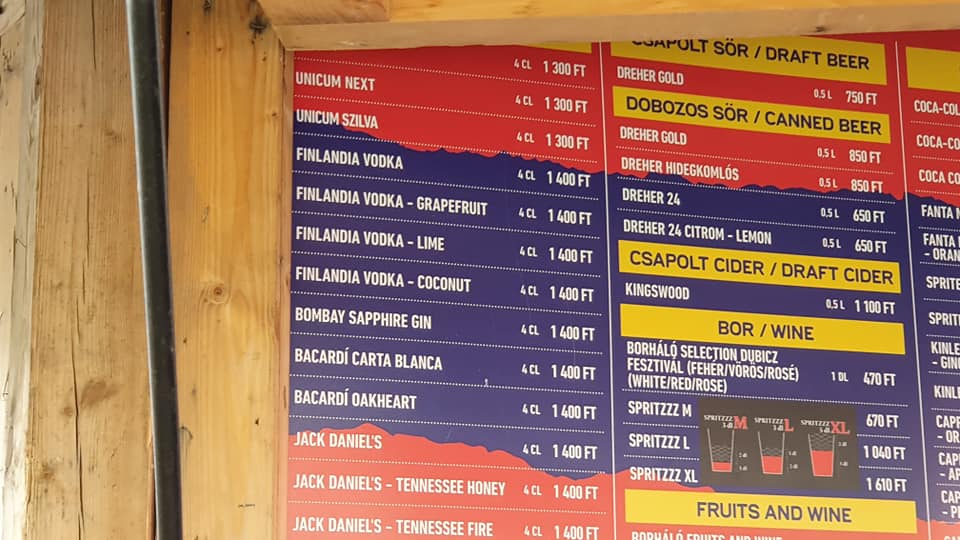 4 CL 1 300 FT
UNICUM NEXT 4 CL 1 300 FT
UNICUM SZILVA 4 CL 1 300 FT
FINLANDIA VODKA 4 CL 1 400 FT
FINLANDIA VODKA – GRAPEFRUIT 4 CL 1 400 FT
FINLANDIA VODKA – LIME 4 CL 1 400 FT
FINLANDIA VODKA – COCONUT 4 CL 1 400 FT
BOMBAY SAPPHIRE GIN 4 CL 1 400 FT
BACARDÍ CARTA BLANCA 4 CL 1 400 FT
BACARDÍ OAKHEART 4 CL 1 400 FT
JACK DANIEL'S 4 CL 1 400 FT
JACK DANIEL'S – TENNESSEE HONEY 4 CL 1 400 FT
JACK DANIEL'S – TENNESSEE FIRE 4 CL 1 400 FT
CSAPOLT SÖR / DRAFT BEER
DREHER GOLD 0,5 L 750 FT
DOBOZOS SÖR / CANNED BEER
DREHER GOLD 0,5 L 850 FT
DREHER HIDEGKOMLÓS 0,5 L 850 FT
DREHER 24 0,5 L 650 FT
DREHER 24 CITROM - LEMON 0,5 L 650 FT
CSAPOLT CIDER / DRAFT CIDER
KINGSWOOD 0,5 L 1 100 FT
BOR / WINE
BORHÁLÓ SELECTION DUBICZ
FESZTIVÁL (FEHER/VÖRÖS/ROSÉ) 1 DL 470 FT
(WHITE/RED/ROSE)
SPRITZZZ M 670 FT
SPRITZZZ L 1 040 FT
SPRITZZZ XL 1 610 FT
SPRITZZZ M SPRITZZZ L SPRITZZZ XL
FRUITS AND WINE
BORHÁLÓ FRUITS AND WINE
COCA-COL
COCA-CO
COCA CO
FANTA
FANTA
- ORAN
SPRITE
SPRIT
KINLE
- GIN
KINLE
CAPP
- OR
CAPP
- AP
CAP
- PE